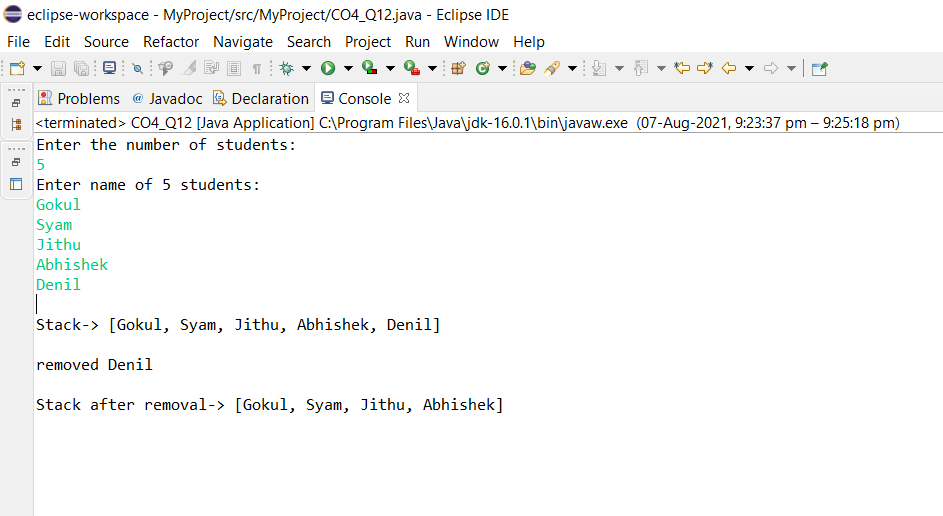 eclipse-workspace - MyProject/src/MyProject/CO4_Q12.java - Eclipse IDE
File Edit Source Refactor Navigate Search Project Run Window Help
Problems @ Javadoc Declaration Console
<terminated> CO4_Q12 [Java Application] C:\Program Files\Java\jdk-16.0.1\bin\javaw.exe (07-Aug-2021, 9:23:37 pm – 9:25:18 pm)
Enter the number of students:
5
Enter name of 5 students:
Gokul
Syam
Jithu
Abhishek
Denil
Stack-> [Gokul, Syam, Jithu, Abhishek, Denil]
removed Denil
Stack after removal-> [Gokul, Syam, Jithu, Abhishek]